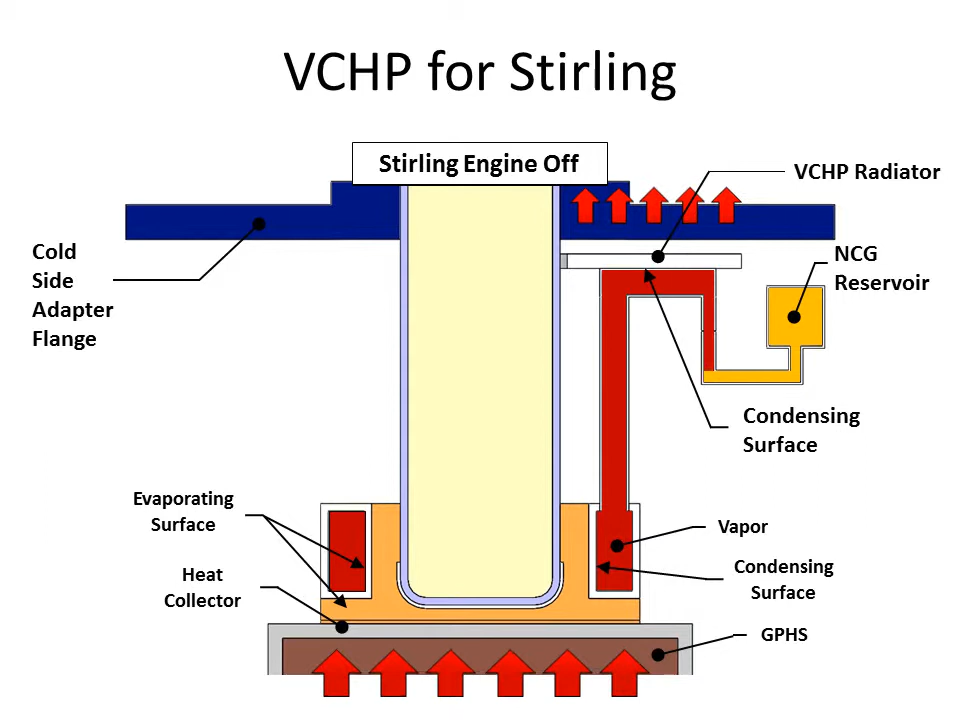 VCHP for Stirling
Stirling Engine Off
VCHP Radiator
Cold
Side
Adapter
Flange
NCG
Reservoir
Condensing
Surface
Evaporating
Surface
Vapor
Heat
Collector
Condensing
Surface
GPHS